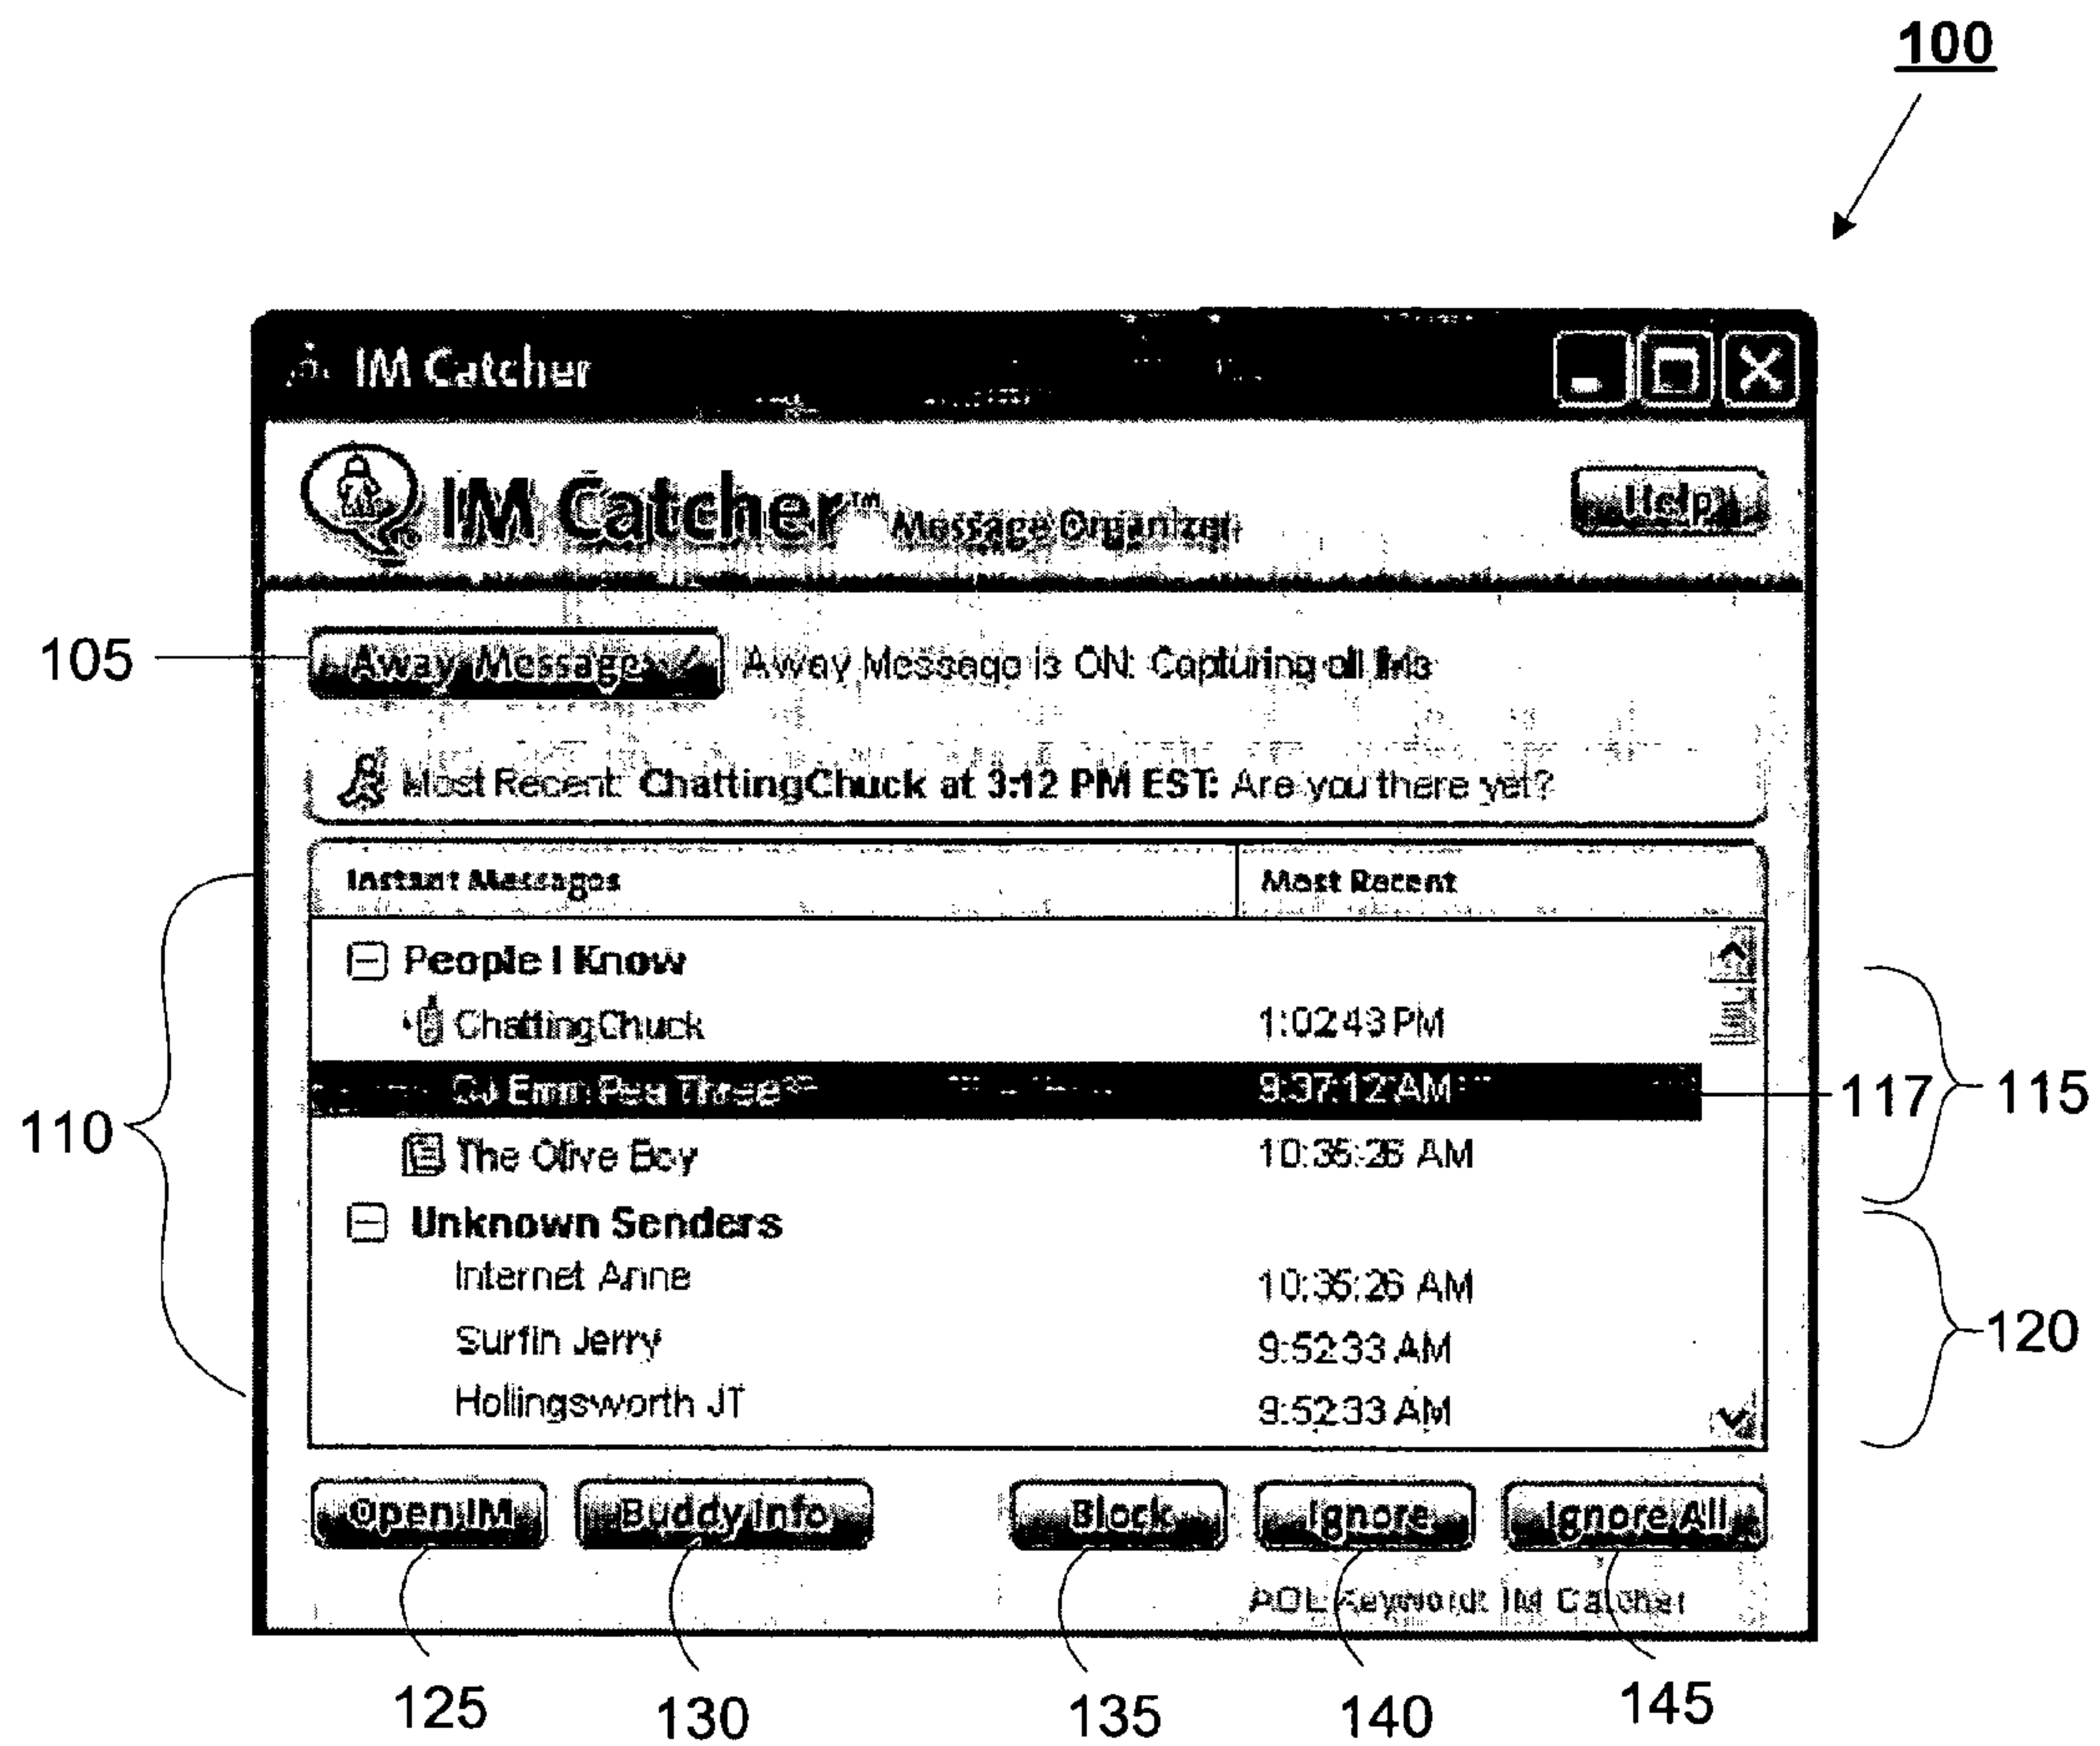 100
IM Catcher
IM Catcher™ Message Organizer
Help
105
Away Message ✓ Away Message is ON: Capturing all IMs
Most Recent: ChattingChuck at 3:12 PM EST: Are you there yet?
Instant Messages Most Recent
110
People I Know
ChattingChuck 1:02:43 PM
Emm Pea Three 9:37:12 AM
117
115
The Olive Boy 10:35:26 AM
Unknown Senders
Internet Anne 10:35:26 AM
120
Surfin Jerry 9:52:33 AM
Hollingsworth JT 9:52:33 AM
Open IM Buddy Info Block Ignore Ignore All
AOL Keyword: IM Catcher
125 130 135 140 145